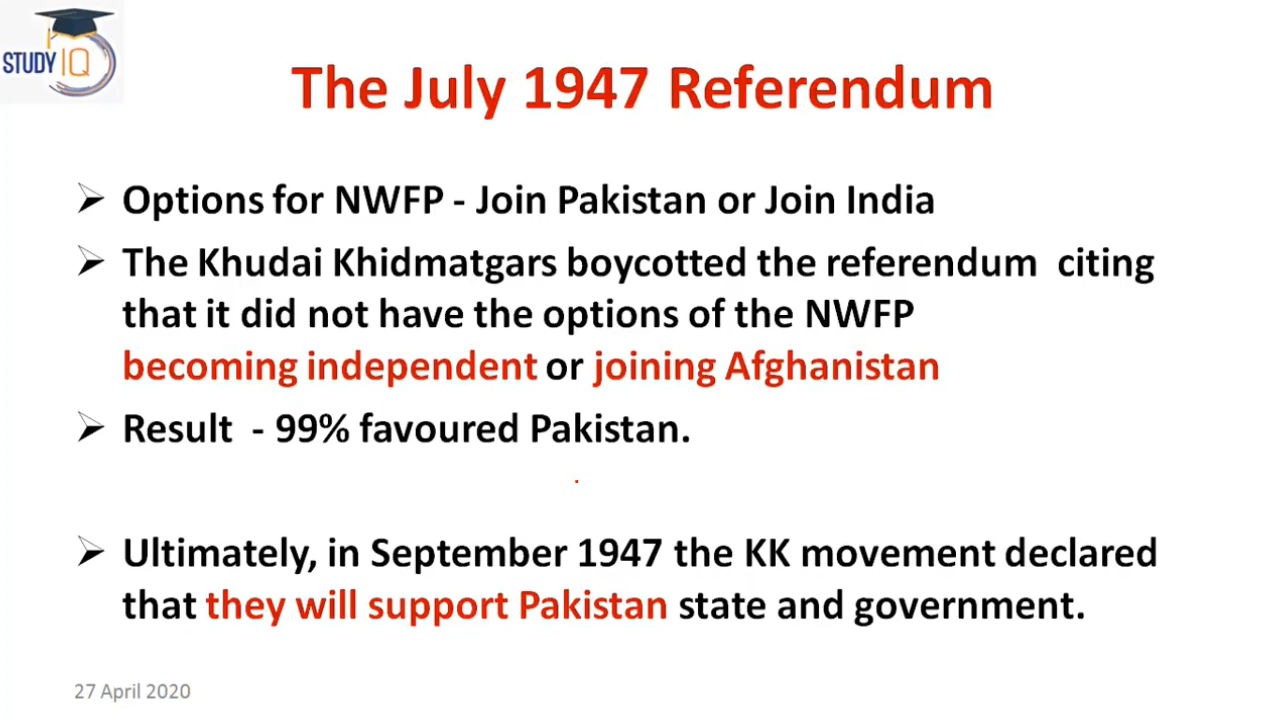 STUDY IQ
The July 1947 Referendum
➢ Options for NWFP - Join Pakistan or Join India
➢ The Khudai Khidmatgars boycotted the referendum citing
that it did not have the options of the NWFP
becoming independent or joining Afghanistan
➢ Result - 99% favoured Pakistan.
➢ Ultimately, in September 1947 the KK movement declared
that they will support Pakistan state and government.
27 April 2020